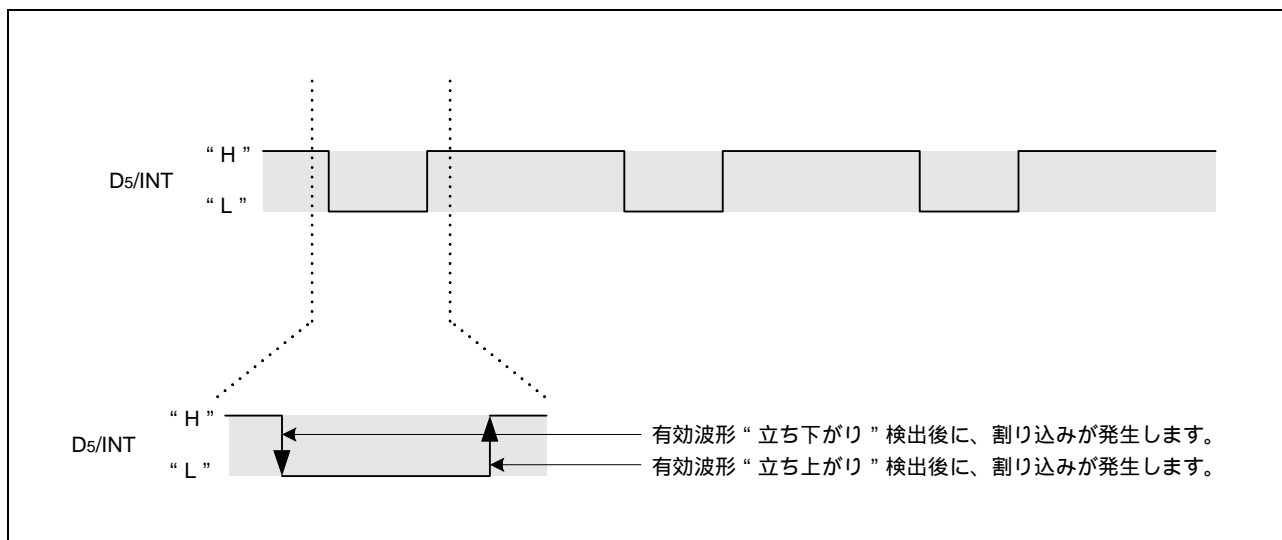 “ H ”
D5/INT
“ L ”
“ H ”
D5/INT
“ L ”
有効波形 “ 立ち下がり ” 検出後に、割り込みが発生します。
有効波形 “ 立ち上がり ” 検出後に、割り込みが発生します。